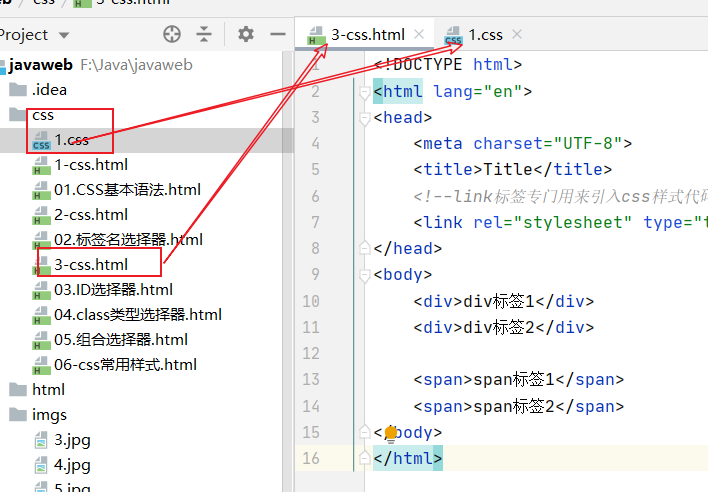 css
3-css.html
Project
javaweb F:\Java\javaweb
.idea
css
1.css
1-css.html
01.CSS基本语法.html
2-css.html
02.标签名选择器.html
3-css.html
03.ID选择器.html
04.class类型选择器.html
05.组合选择器.html
06-css常用样式.html
html
imgs
3.jpg
4.jpg
5.jpg
3-css.html
1.css
1 <!DOCTYPE html>
2 <html lang="en">
3 <head>
4 <meta charset="UTF-8">
5 <title>Title</title>
6 <!--link标签专门用来引入css样式代码
7 <link rel="stylesheet" type="t
8 </head>
9 <body>
10 <div>div标签1</div>
11 <div>div标签2</div>
12
13 <span>span标签1</span>
14 <span>span标签2</span>
15 </body>
16 </html>